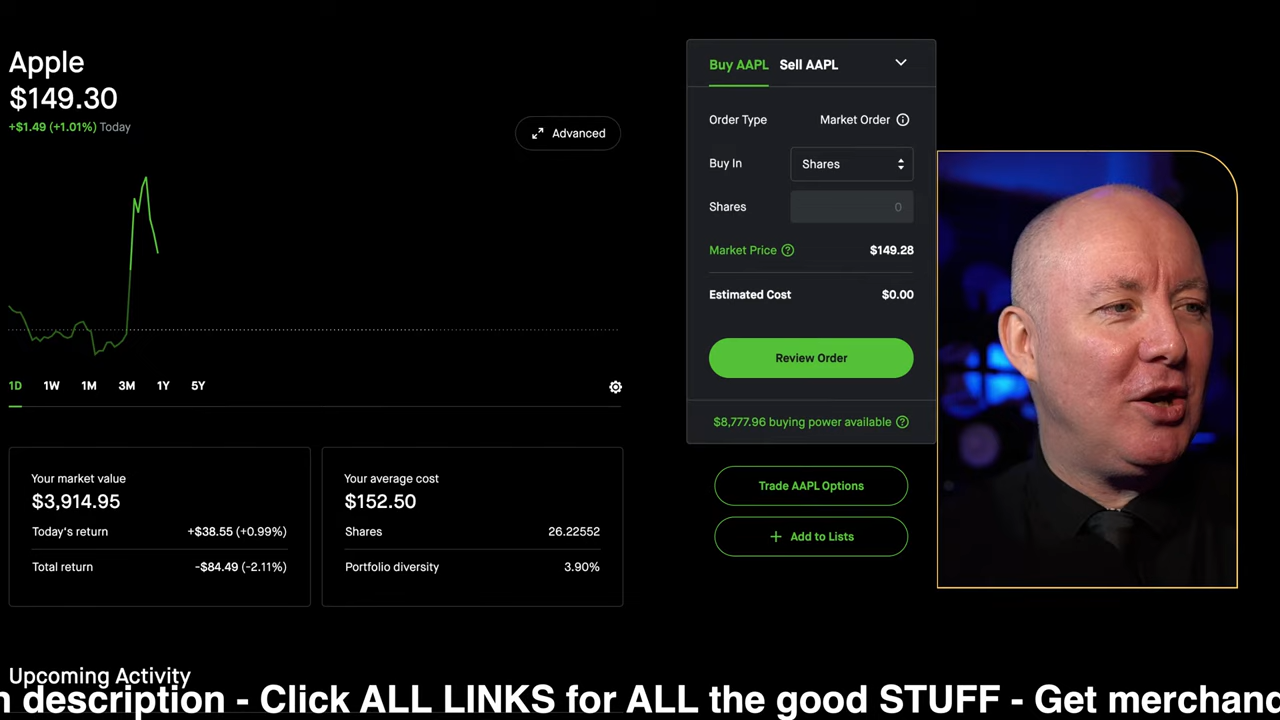 Apple
$149.30
+$1.49 (+1.01%) Today
Advanced
1D 1W 1M 3M 1Y 5Y
Your market value
$3,914.95
Today's return +$38.55 (+0.99%)
Total return -$84.49 (-2.11%)
Your average cost
$152.50
Shares 26.22552
Portfolio diversity 3.90%
Buy AAPL Sell AAPL
Order Type Market Order
Buy In Shares
Shares 0
Market Price $149.28
Estimated Cost $0.00
Review Order
$8,777.96 buying power available
Trade AAPL Options
+ Add to Lists
Upcoming Activity
n description - Click ALL LINKS for ALL the good STUFF - Get merchand